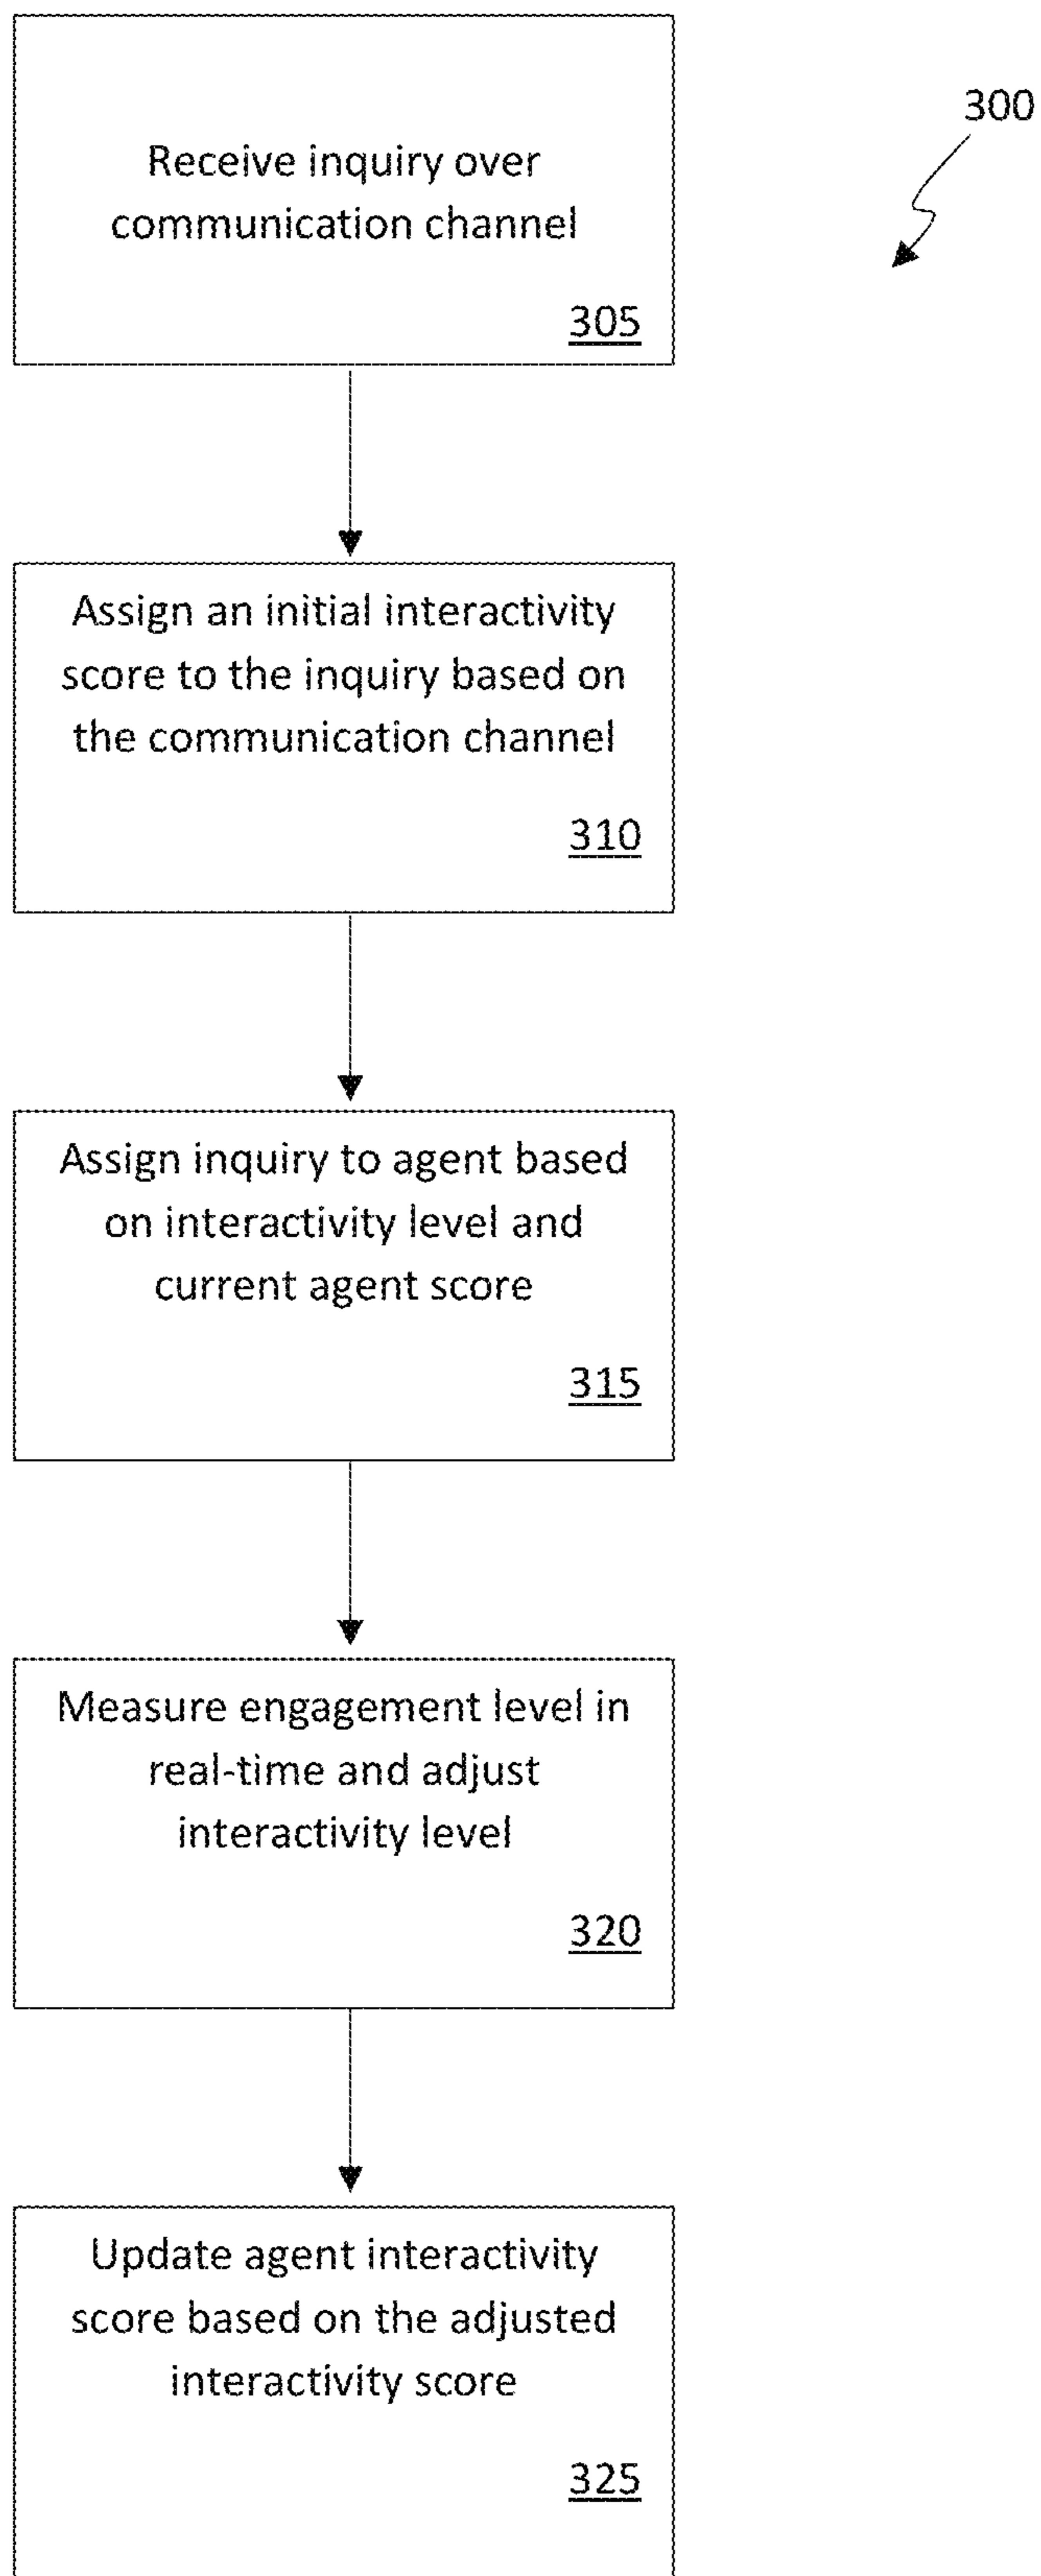 300
Receive inquiry over
communication channel
305
Assign an initial interactivity
score to the inquiry based on
the communication channel
310
Assign inquiry to agent based
on interactivity level and
current agent score
315
Measure engagement level in
real-time and adjust
interactivity level
320
Update agent interactivity
score based on the adjusted
interactivity score
325